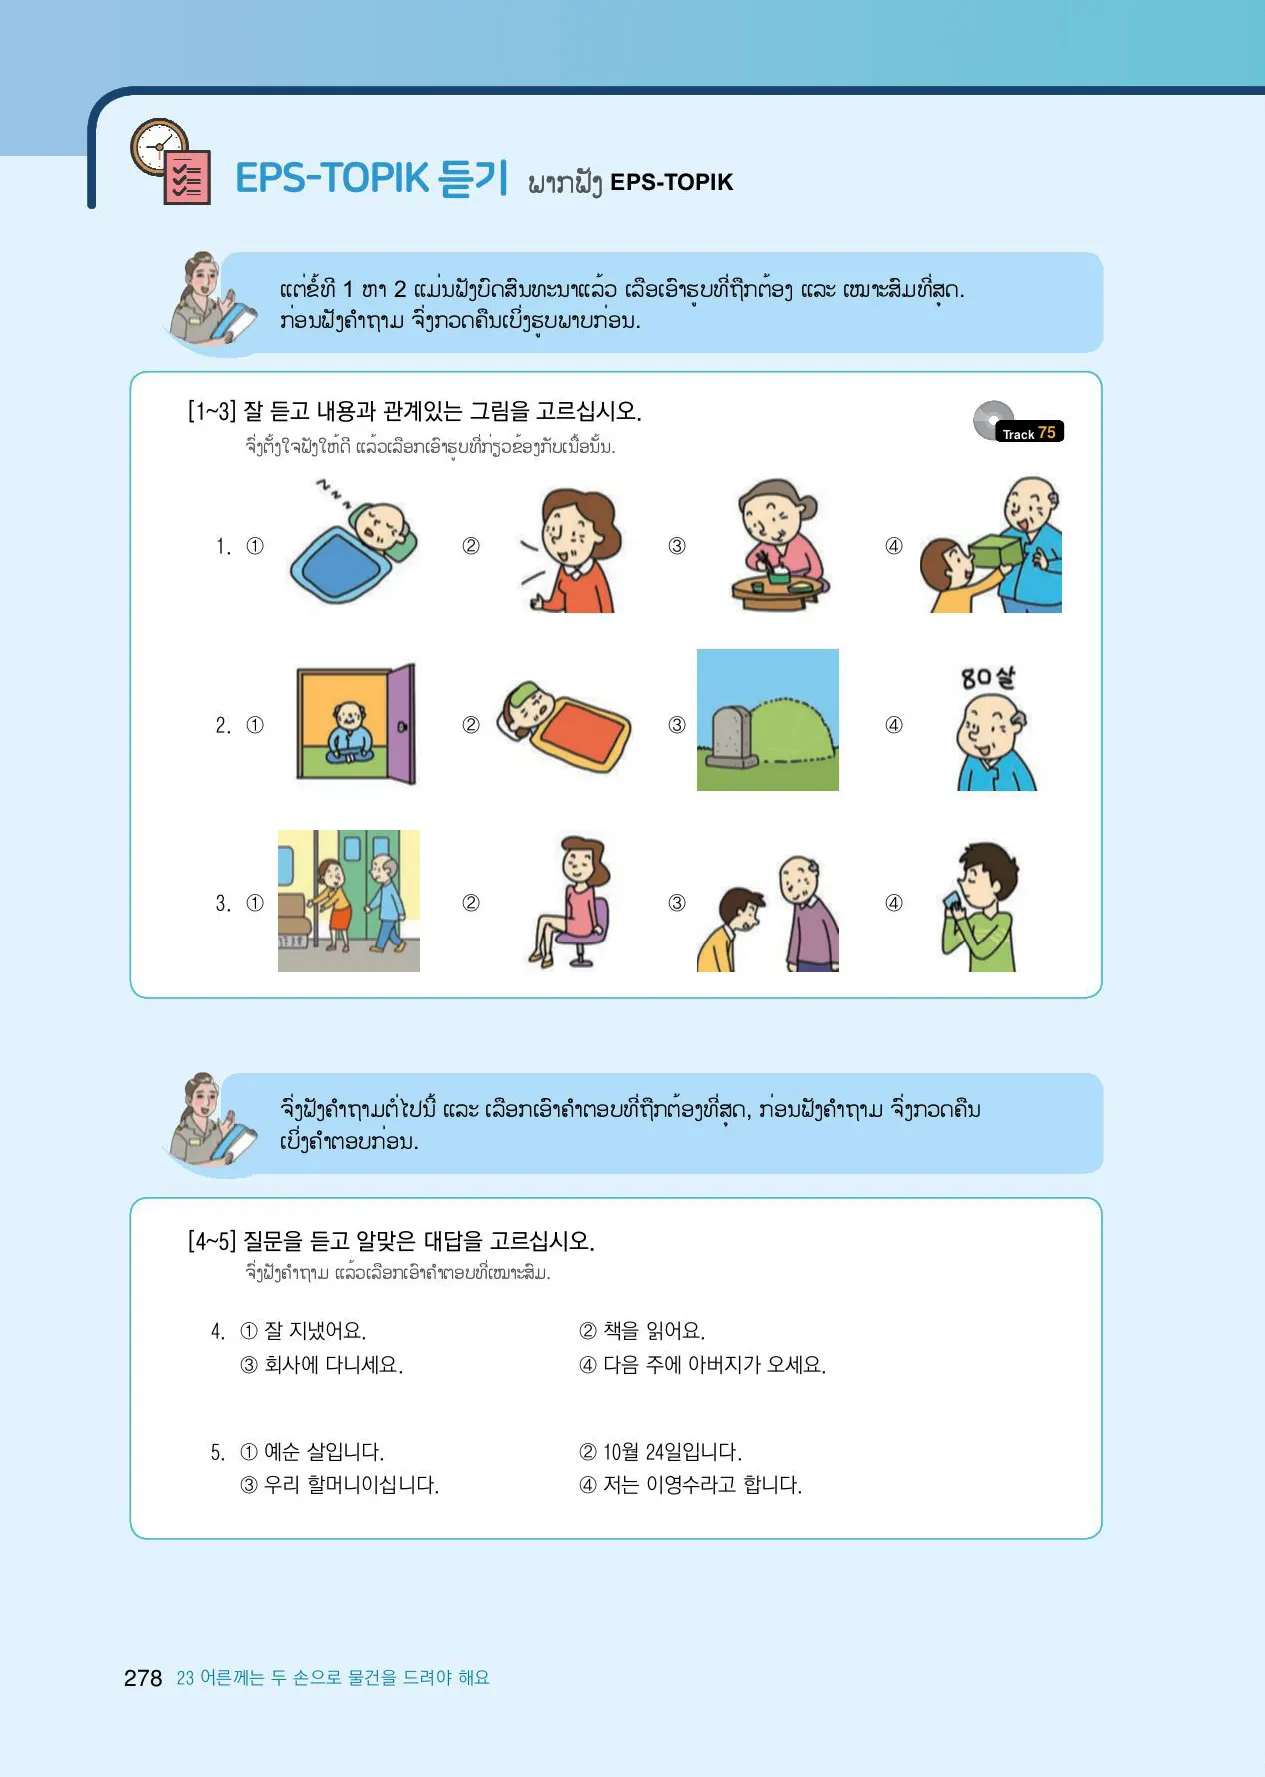 EPS-TOPIK 듣기 ພາກຟັງ EPS-TOPIK
ແຕ່ຂໍ້ທີ 1 ຫາ 2 ແມ່ນຟັງບົດສົນທະນາແລ້ວ ເລືອເອົາຮູບທີ່ຖືກຕ້ອງ ແລະ ເໝາະສົມທີ່ສຸດ.
ກ່ອນຟັງຄຳຖາມ ຈົ່ງກວດຄືນເບິ່ງຮູບພາບກ່ອນ.
[1~3] 잘 듣고 내용과 관계있는 그림을 고르십시오.
Track 75
ຈົ່ງຕັ້ງໃຈຟັງໃຫ້ດີ ແລ້ວເລືອກເອົາຮູບທີ່ກ່ຽວຂ້ອງກັບເນື້ອນັ້ນ.
1. ① ② ③ ④
80살
2. ① ② ③ ④
3. ① ② ③ ④
ຈົ່ງຟັງຄຳຖາມຕໍ່ໄປນີ້ ແລະ ເລືອກເອົາຄຳຕອບທີ່ຖືກຕ້ອງທີ່ສຸດ, ກ່ອນຟັງຄຳຖາມ ຈົ່ງກວດຄືນ
ເບິ່ງຄຳຕອບກ່ອນ.
[4~5] 질문을 듣고 알맞은 대답을 고르십시오.
ຈົ່ງຟັງຄຳຖາມ ແລ້ວເລືອກເອົາຄຳຕອບທີ່ເໝາະສົມ.
4. ① 잘 지냈어요. ② 책을 읽어요.
③ 회사에 다니세요. ④ 다음 주에 아버지가 오세요.
5. ① 예순 살입니다. ② 10월 24일입니다.
③ 우리 할머니이십니다. ④ 저는 이영수라고 합니다.
278 23 어른께는 두 손으로 물건을 드려야 해요